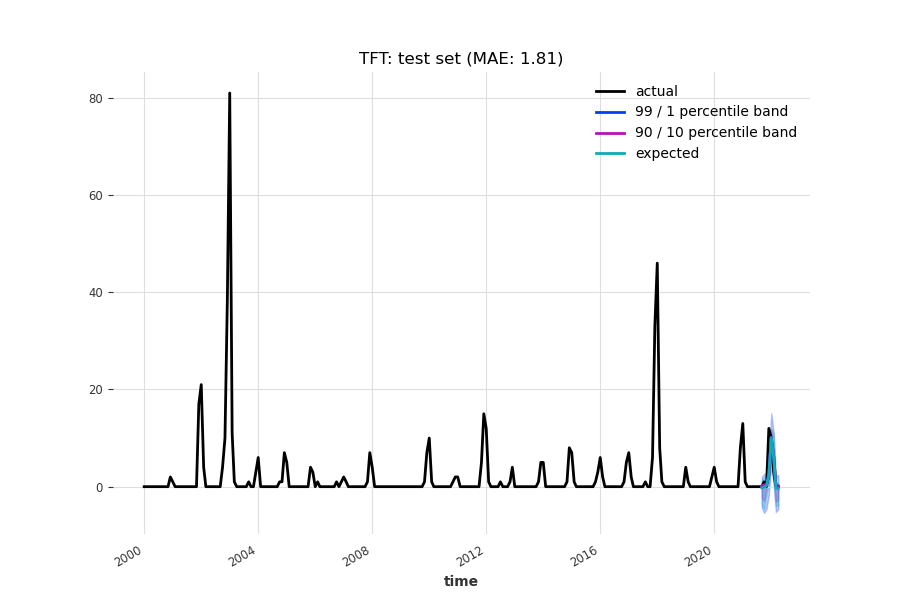 TFT: test set (MAE: 1.81)
actual
99 / 1 percentile band
90 / 10 percentile band
expected
80
60
40
20
0
2000
2004
2008
2012
2016
2020
time